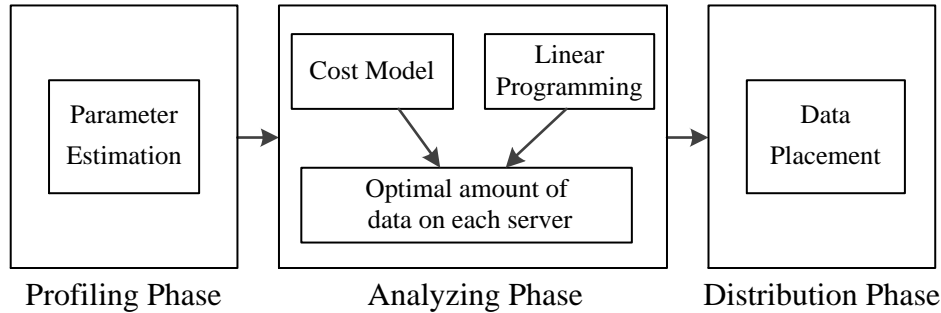 Parameter
Estimation
Cost Model
Linear
Programming
Optimal amount of
data on each server
Data
Placement
Profiling Phase
Analyzing Phase
Distribution Phase